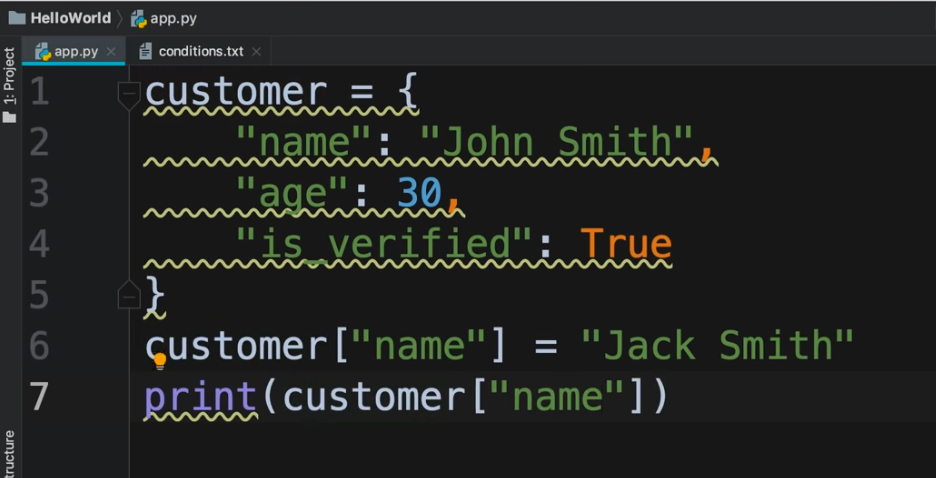 HelloWorld app.py
app.py conditions.txt
1: Project
1 customer = {
2     "name": "John Smith",
3     "age": 30,
4     "is_verified": True
5 }
6 customer["name"] = "Jack Smith"
7 print(customer["name"])
tructure